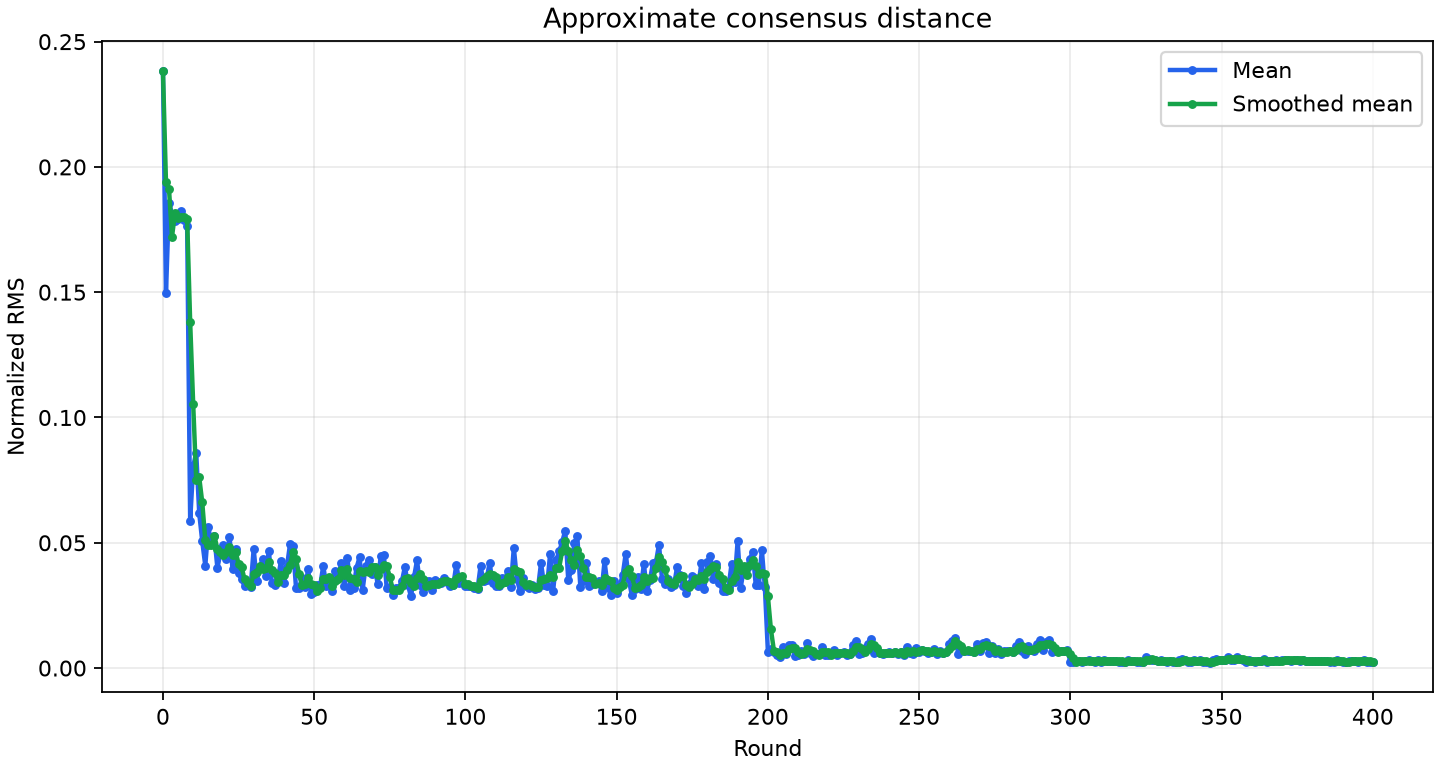 Approximate consensus distance
Mean
Smoothed mean
Normalized RMS
0.25
0.20
0.15
0.10
0.05
0.00
0 50 100 150 200 250 300 350 400
Round